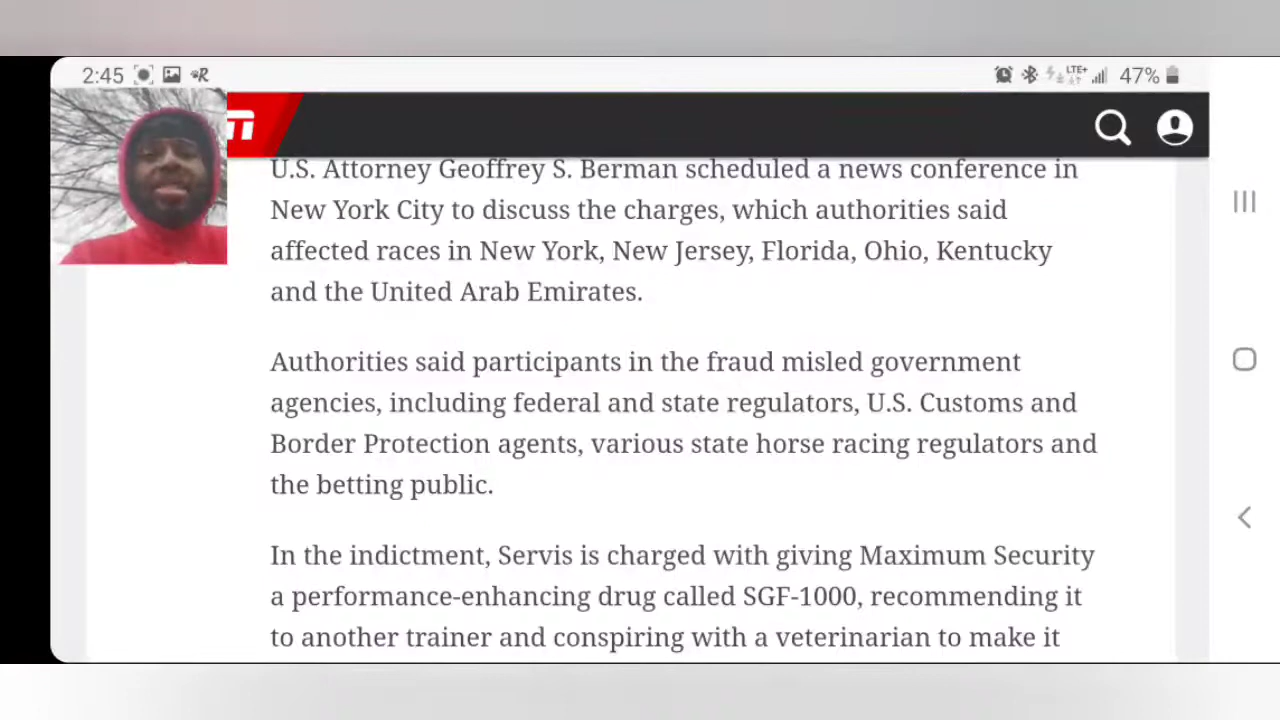 2:45
LTE+
47%
U.S. Attorney Geoffrey S. Berman scheduled a news conference in
New York City to discuss the charges, which authorities said
affected races in New York, New Jersey, Florida, Ohio, Kentucky
and the United Arab Emirates.
Authorities said participants in the fraud misled government
agencies, including federal and state regulators, U.S. Customs and
Border Protection agents, various state horse racing regulators and
the betting public.
In the indictment, Servis is charged with giving Maximum Security
a performance-enhancing drug called SGF-1000, recommending it
to another trainer and conspiring with a veterinarian to make it